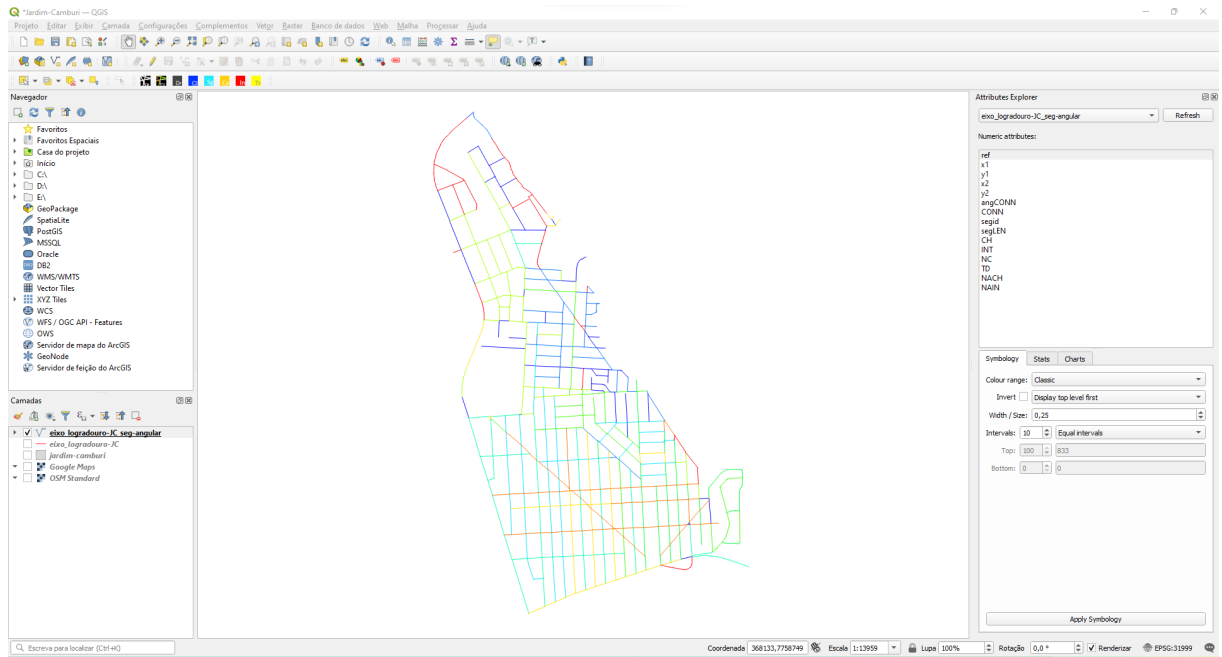 *Jardim-Camburi — QGIS
Projeto Editar Exibir Camada Configurações Complementos Vetor Raster Banco de dados Web Malha Processar Ajuda
Navegador
Favoritos
Favoritos Espaciais
Casa do projeto
Início
C:\
D:\
E:\
GeoPackage
SpatiaLite
PostGIS
MSSQL
Oracle
DB2
WMS/WMTS
Vector Tiles
XYZ Tiles
WCS
WFS / OGC API - Features
OWS
Servidor de mapa do ArcGIS
GeoNode
Servidor de feição do ArcGIS
Camadas
eixo_logradouro-JC_seg-angular
eixo_logradouro-JC
jardim-camburi
Google Maps
OSM Standard
Attributes Explorer
eixo_logradouro-JC_seg-angular Refresh
Numeric attributes:
ref
x1
y1
x2
y2
angCONN
CONN
segid
segLEN
CH
INT
NC
TD
NACH
NAIN
Symbology Stats Charts
Colour range: Classic
Invert Display top level first
Width / Size: 0,25
Intervals: 10 Equal intervals
Top: 100 833
Bottom: 0 0
Apply Symbology
Escreva para localizar (Ctrl+K) Coordenada 368133,7758749 Escala 1:13959 Lupa 100% Rotação 0,0 ° Renderizar EPSG:31999